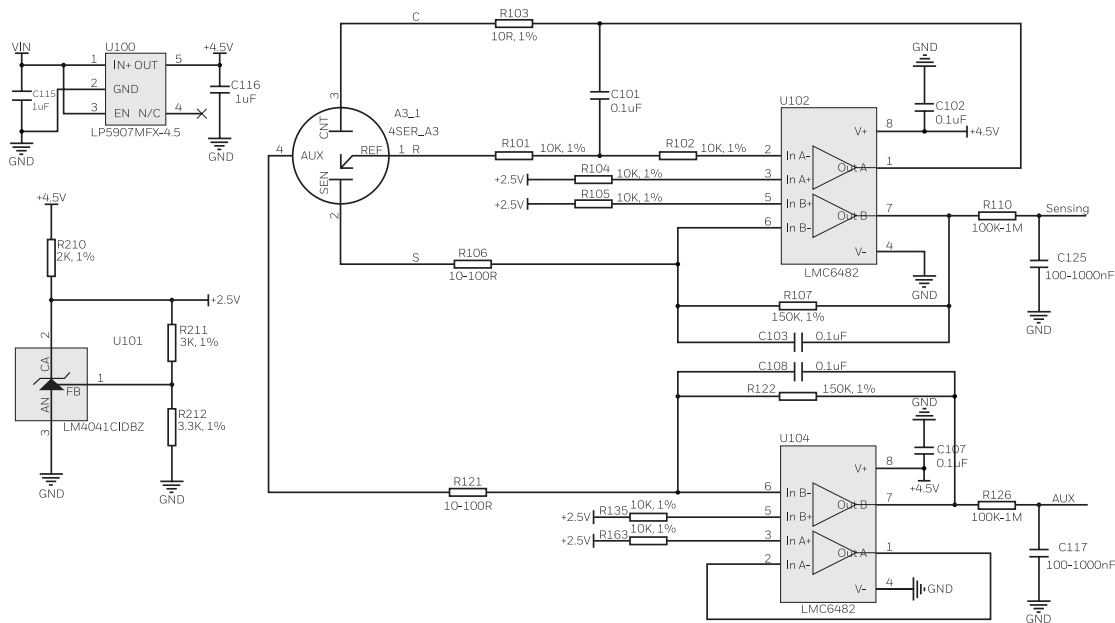 VIN
U100
+4.5V
1
IN+ OUT
5
2
GND
3
EN N/C
4
C115
1uF
C116
1uF
LP5907MFX-4.5
GND
GND
+4.5V
R210
2K, 1%
+2.5V
R211
3K, 1%
U101
2
CA
FB
1
AN
3
LM4041CIDBZ
R212
3.3K, 1%
GND
GND
C
R103
10R, 1%
C101
0.1uF
3
A3_1
4SER_A3
CNT
4
AUX
REF
1
R
SEN
2
R101
10K, 1%
R102
10K, 1%
+2.5V
R104
10K, 1%
+2.5V
R105
10K, 1%
S
R106
10-100R
GND
C102
0.1uF
+4.5V
U102
V+
8
2
In A-
3
In A+
Out A
1
5
In B+
6
In B-
Out B
7
V-
4
LMC6482
GND
R110
100K-1M
Sensing
C125
100-1000nF
GND
R107
150K, 1%
C103
0.1uF
C108
0.1uF
R122
150K, 1%
GND
C107
0.1uF
+4.5V
U104
V+
8
R121
10-100R
6
In B-
+2.5V
R135
10K, 1%
5
In B+
Out B
7
+2.5V
R163
10K, 1%
3
In A+
2
In A-
Out A
1
V-
4
GND
LMC6482
R126
100K-1M
AUX
C117
100-1000nF
GND